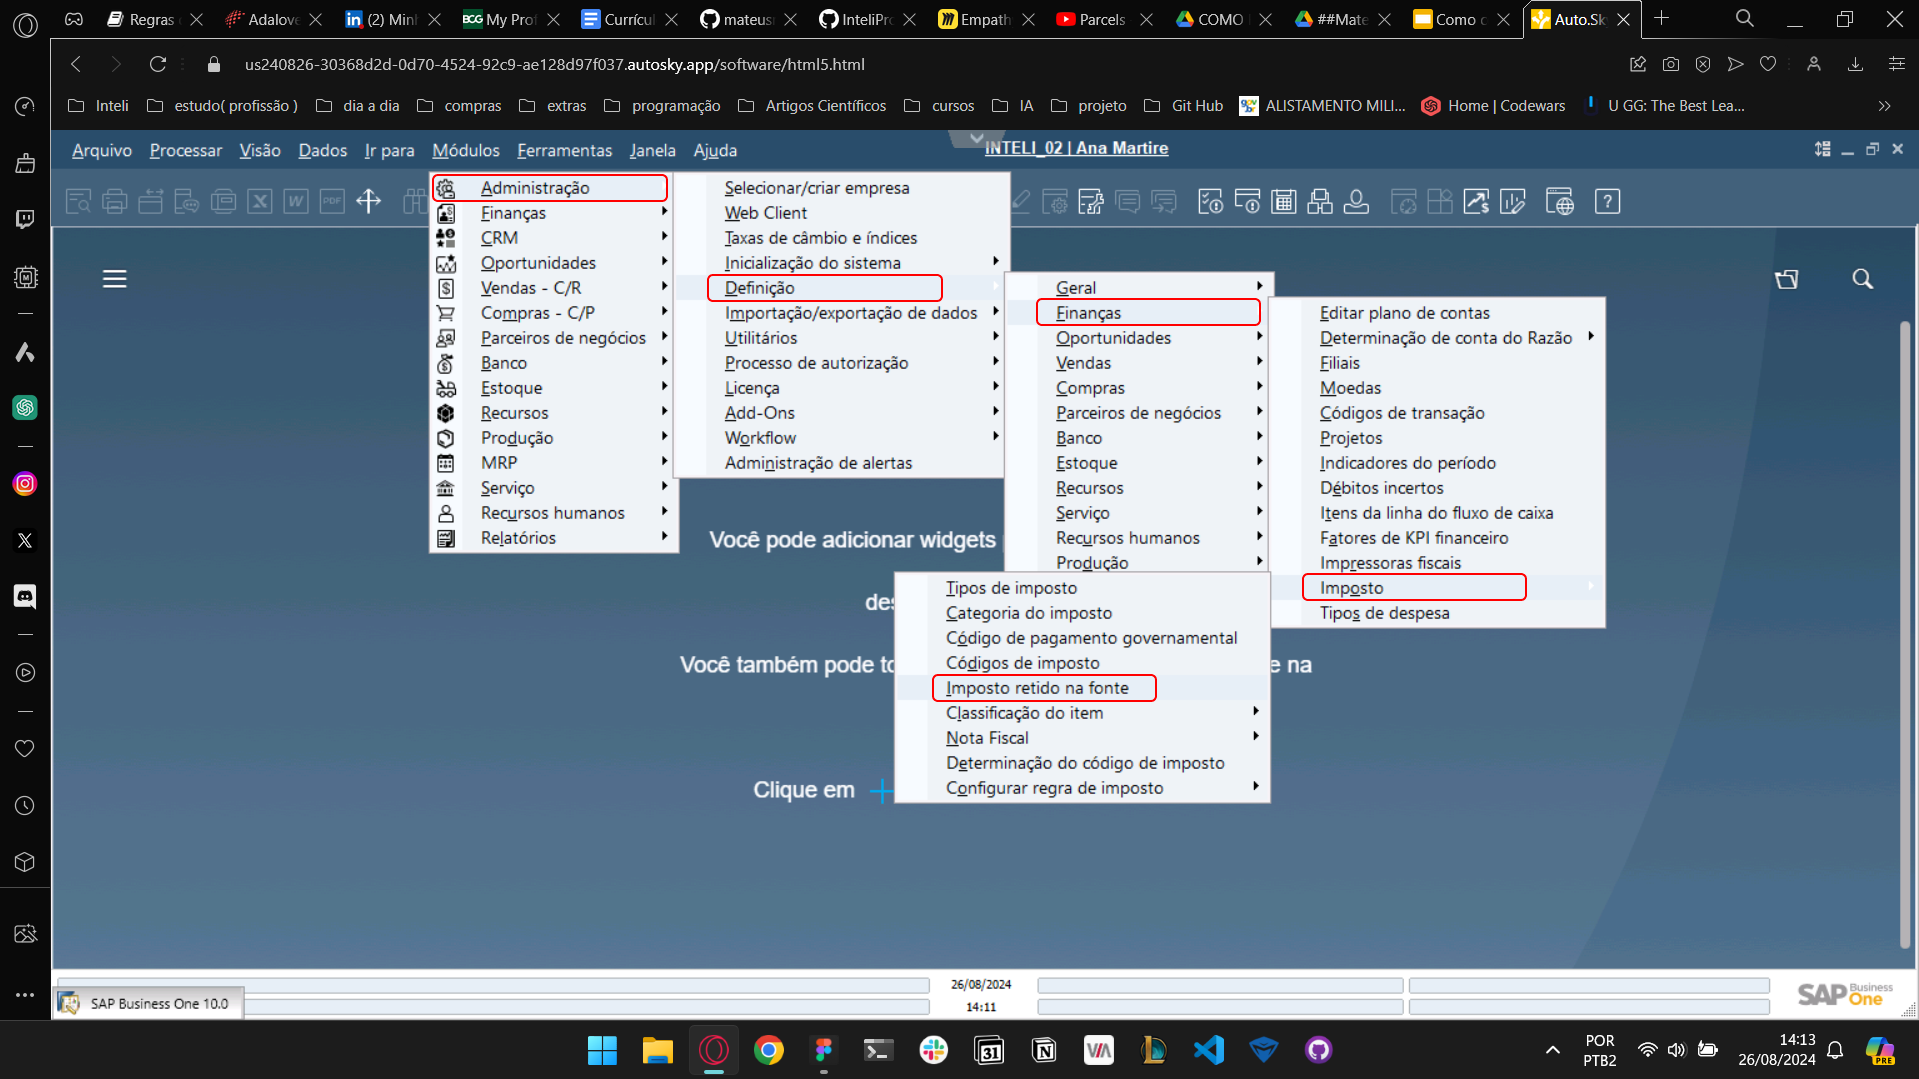 Regras
Adalove
(2) Minl
BCG My Prof
Currícul
mateusr
InteliPro
Empath
Parcels
COMO
##Mate
Como c
Auto.Sk
us240826-30368d2d-0d70-4524-92c9-ae128d97f037.autosky.app/software/html5.html
Inteli
estudo( profissão )
dia a dia
compras
extras
programação
Artigos Científicos
cursos
IA
projeto
Git Hub
ALISTAMENTO MILI...
Home | Codewars
U GG: The Best Lea...
Arquivo
Processar
Visão
Dados
Ir para
Módulos
Ferramentas
Janela
Ajuda
INTELI_02 | Ana Martire
Administração
Finanças
CRM
Oportunidades
Vendas - C/R
Compras - C/P
Parceiros de negócios
Banco
Estoque
Recursos
Produção
MRP
Serviço
Recursos humanos
Relatórios
Selecionar/criar empresa
Web Client
Taxas de câmbio e índices
Inicialização do sistema
Definição
Importação/exportação de dados
Utilitários
Processo de autorização
Licença
Add-Ons
Workflow
Administração de alertas
Geral
Finanças
Oportunidades
Vendas
Compras
Parceiros de negócios
Banco
Estoque
Recursos
Serviço
Recursos humanos
Produção
Editar plano de contas
Determinação de conta do Razão
Filiais
Moedas
Códigos de transação
Projetos
Indicadores do período
Débitos incertos
Itens da linha do fluxo de caixa
Fatores de KPI financeiro
Impressoras fiscais
Imposto
Tipos de despesa
Tipos de imposto
Categoria do imposto
Código de pagamento governamental
Códigos de imposto
Imposto retido na fonte
Classificação do item
Nota Fiscal
Determinação do código de imposto
Configurar regra de imposto
Você pode adicionar widgets
des
Você também pode to
e na
Clique em
26/08/2024
14:11
SAP Business One 10.0
SAP Business One
POR
PTB2
14:13
26/08/2024